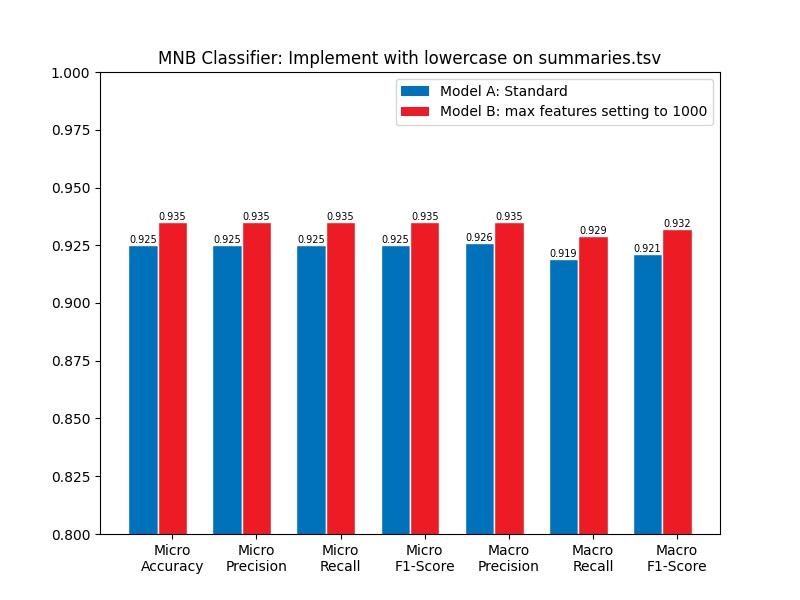 MNB Classifier: Implement with lowercase on summaries.tsv
Model A: Standard
Model B: max features setting to 1000
1.000
0.975
0.950
0.925
0.900
0.875
0.850
0.825
0.800
0.925
0.935
0.925
0.935
0.925
0.935
0.925
0.935
0.926
0.935
0.919
0.929
0.921
0.932
Micro
Accuracy
Micro
Precision
Micro
Recall
Micro
F1-Score
Macro
Precision
Macro
Recall
Macro
F1-Score